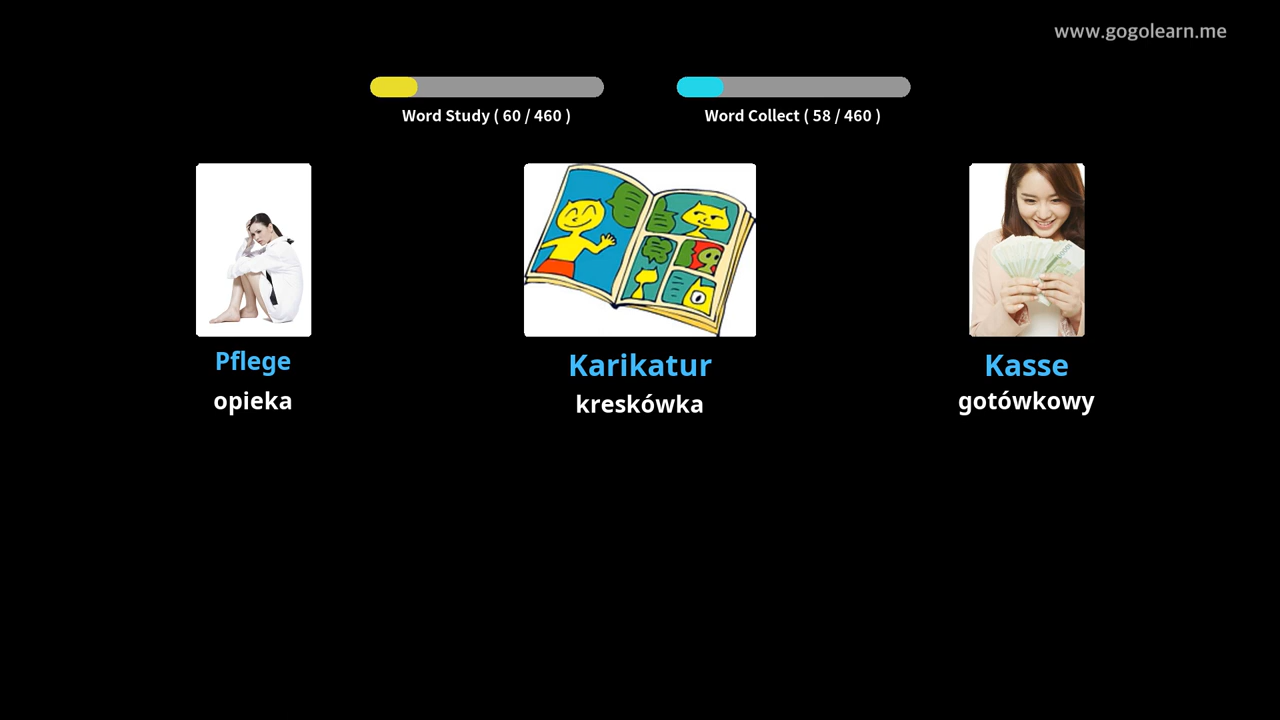 www.gogolearn.me
Word Study ( 60 / 460 )
Word Collect ( 58 / 460 )
Pflege
opieka
Karikatur
kreskówka
Kasse
gotówkowy